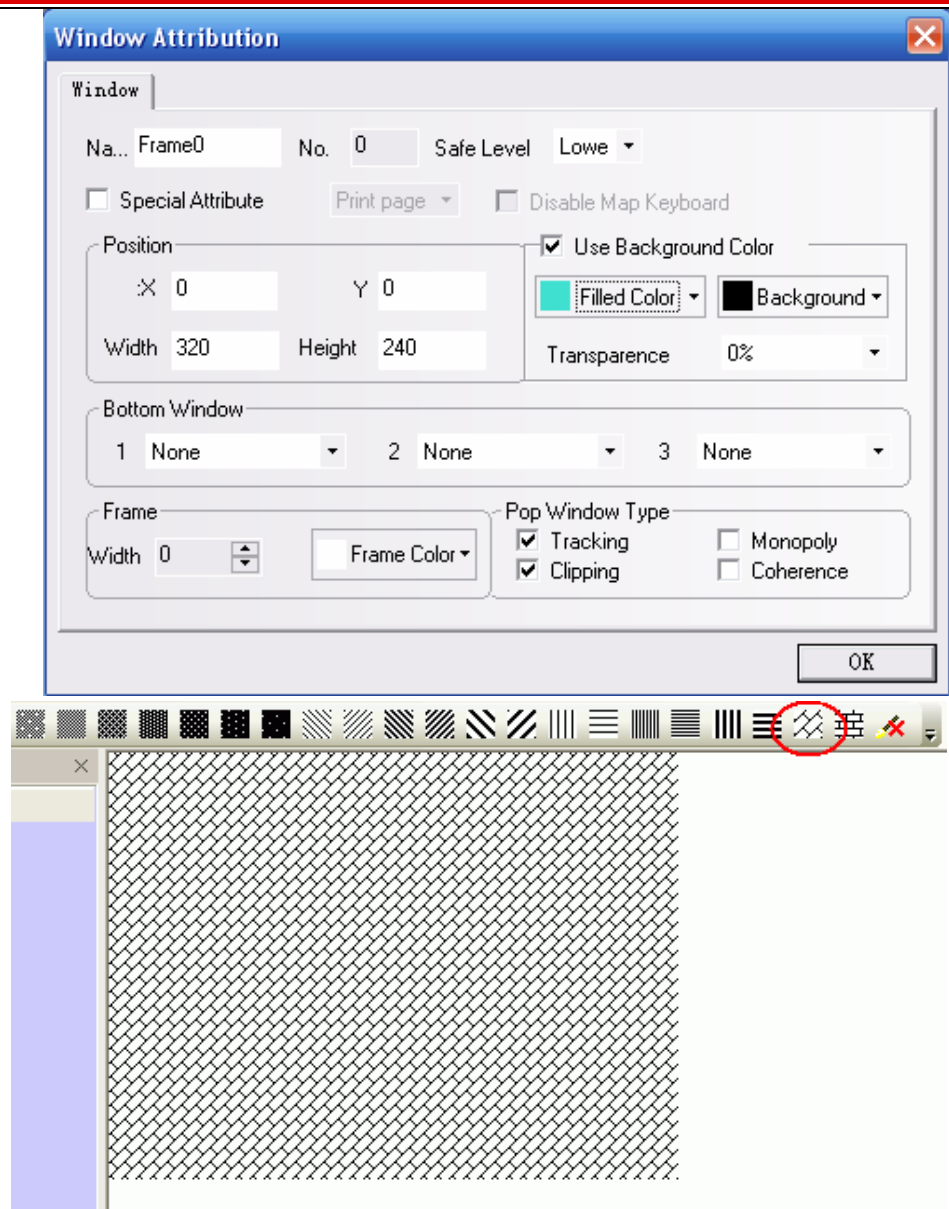 Window Attribution
Window
Na... Frame0 No. 0 Safe Level Lowe
Special Attribute Print page Disable Map Keyboard
Position Use Background Color
:X 0 Y 0 Filled Color Background
Width 320 Height 240 Transparence 0%
Bottom Window
1 None 2 None 3 None
Frame Pop Window Type
Width 0 Frame Color Tracking Monopoly
Clipping Coherence
OK